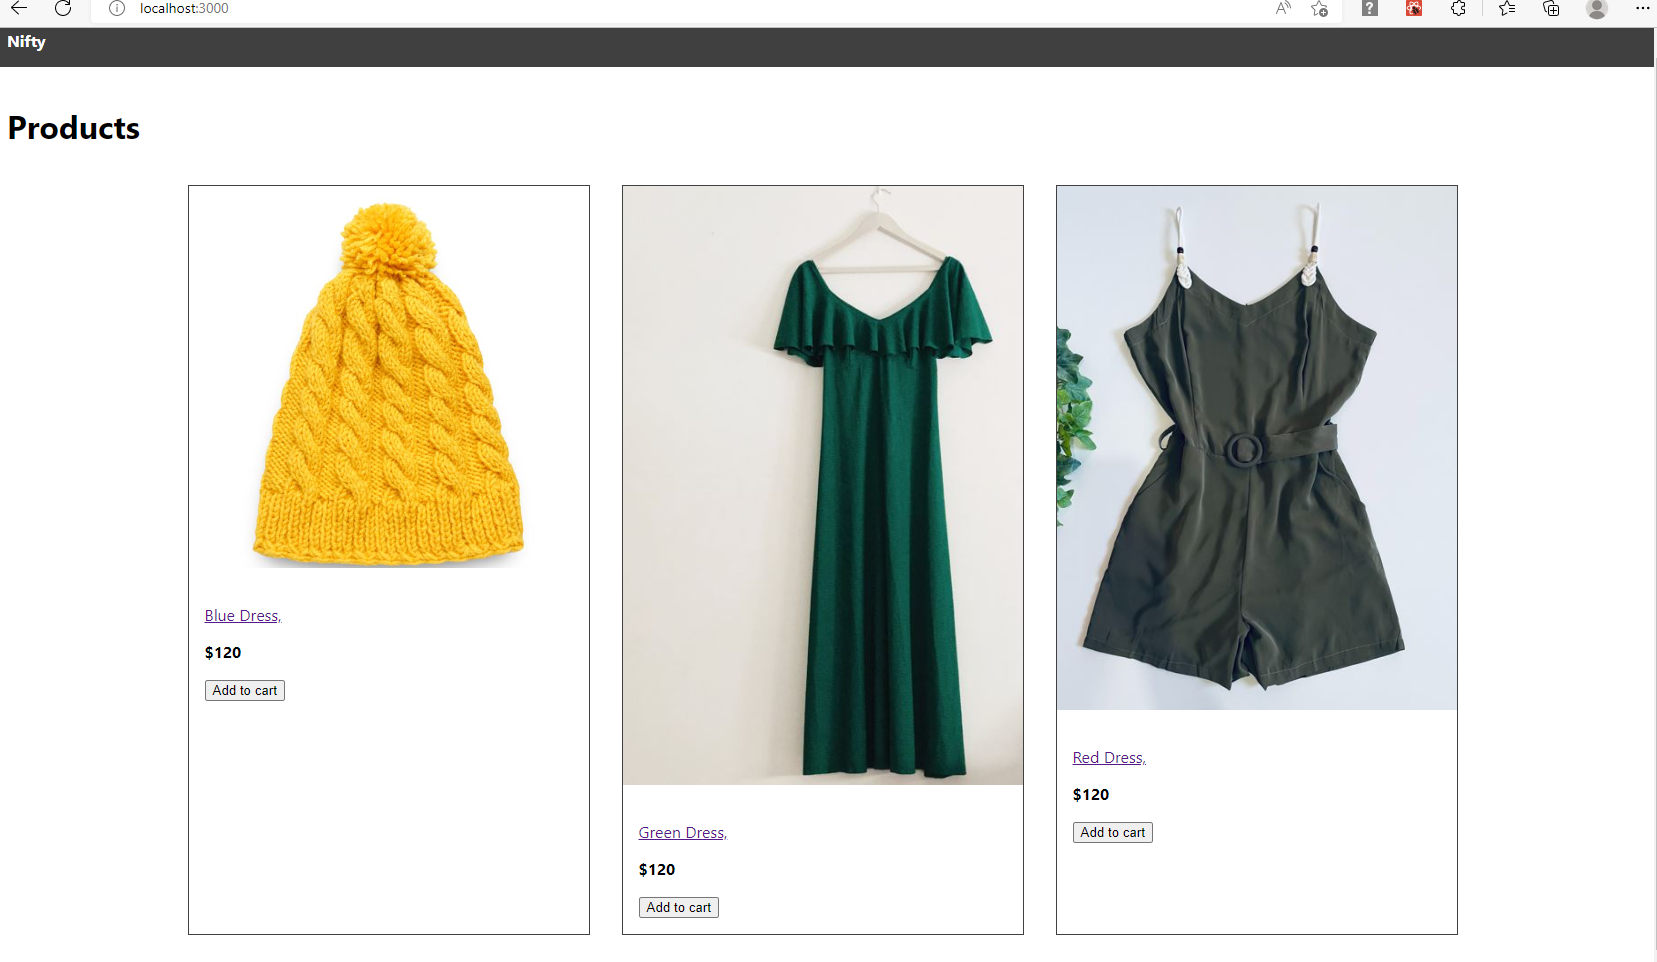 localhost:3000
Nifty
Products
Blue Dress,
$120
Add to cart
Green Dress,
$120
Add to cart
Red Dress,
$120
Add to cart